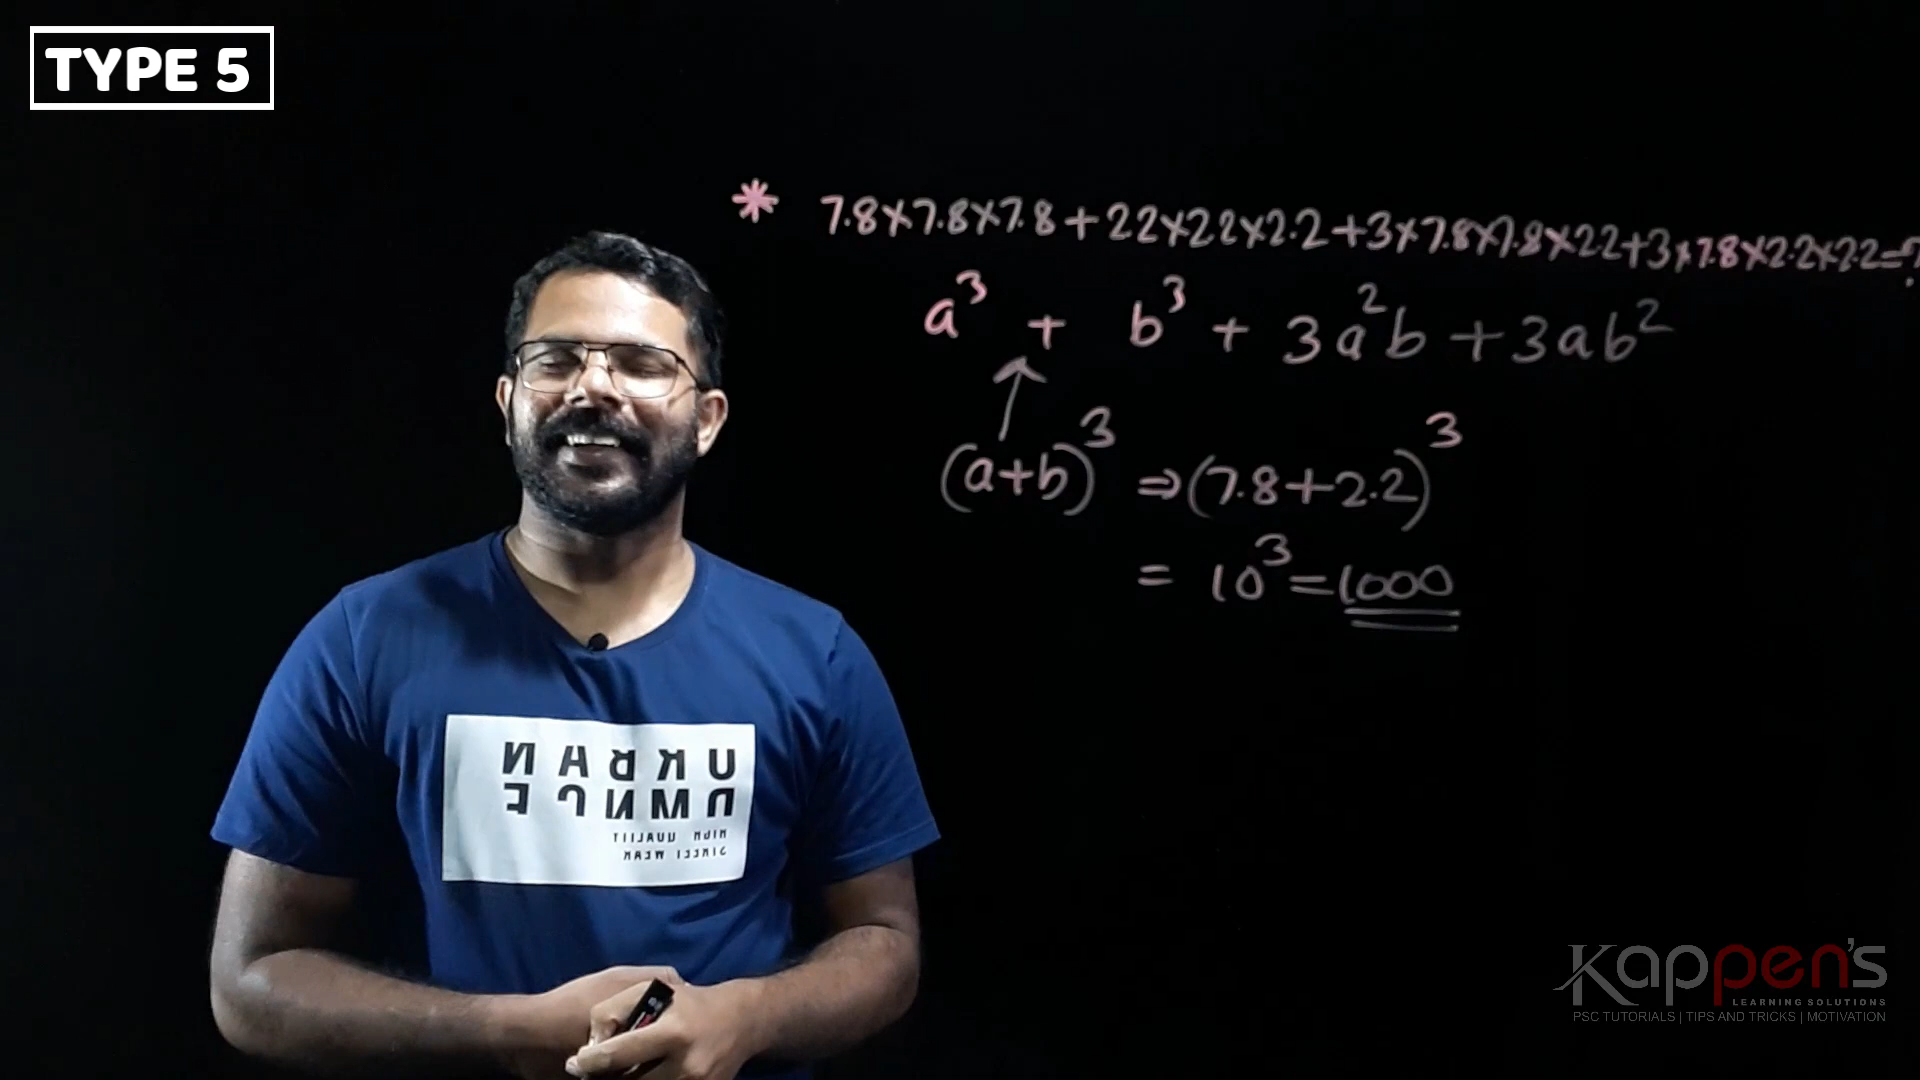 TYPE 5
* 7.8×7.8×7.8+2.2×2.2×2.2+3×7.8×7.8×2.2+3×7.8×2.2×2.2=?
a³ + b³ + 3a²b + 3ab²
(a+b)³ ⇒ (7.8+2.2)³
= 10³ = 1000
URBAN
Kappen's
LEARNING SOLUTIONS
PSC TUTORIALS | TIPS AND TRICKS | MOTIVATION